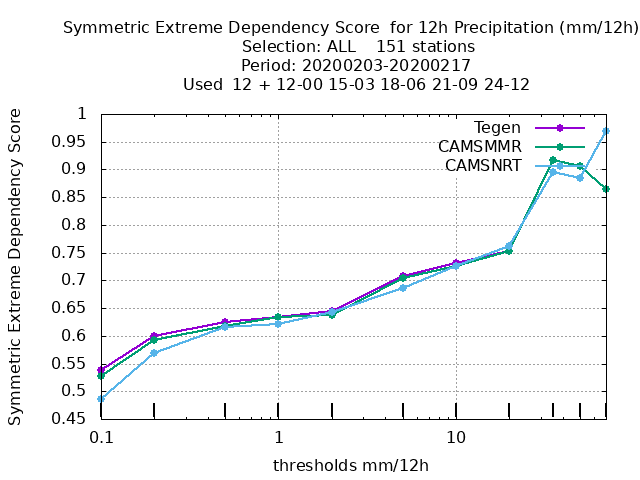 Symmetric Extreme Dependency Score  for 12h Precipitation (mm/12h)
Selection: ALL    151 stations
Period: 20200203-20200217
Used  12 + 12-00 15-03 18-06 21-09 24-12
Symmetric Extreme Dependency Score
1
0.95
0.9
0.85
0.8
0.75
0.7
0.65
0.6
0.55
0.5
0.45
Tegen
CAMSMMR
CAMSNRT
0.1
1
10
thresholds mm/12h